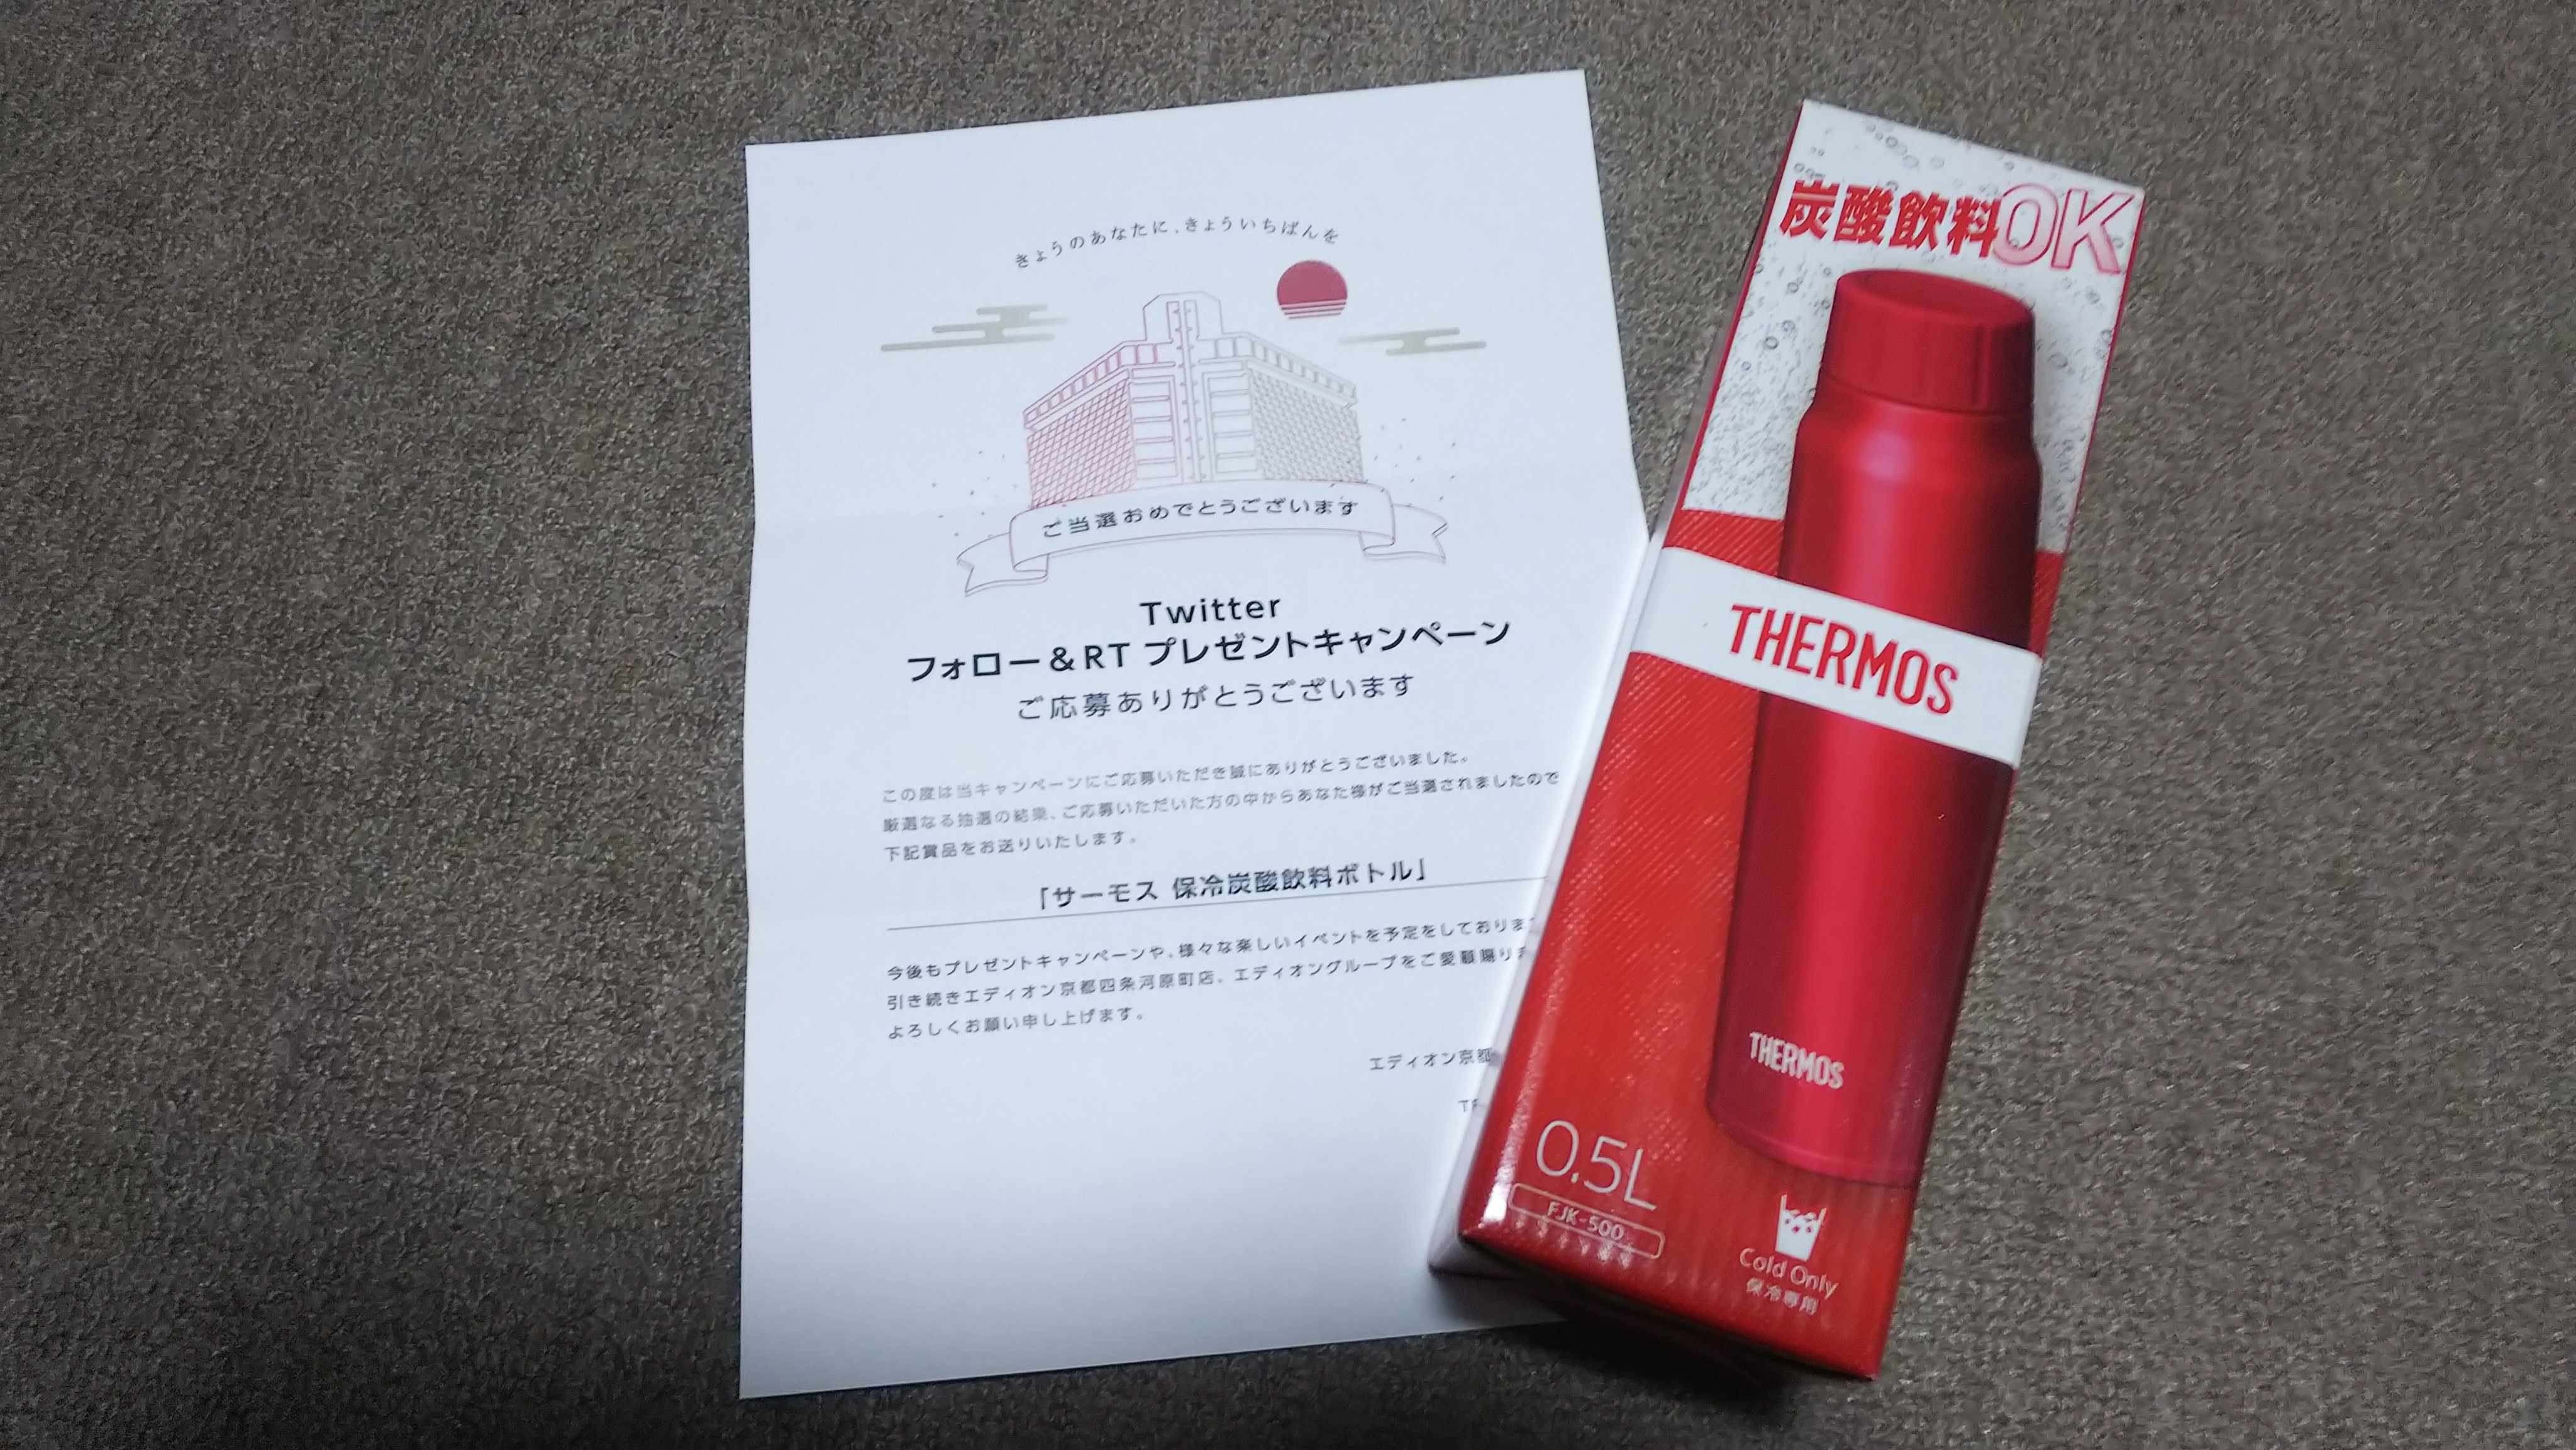 きょうのあなたに、きょういちばんを
ご当選おめでとうございます
Twitter
フォロー&RT プレゼントキャンペーン
ご応募ありがとうございます
この度は当キャンペーンにご応募いただき誠にありがとうございました。
厳選なる抽選の結果、ご応募いただいた方の中からあなた様がご当選されましたので
下記賞品をお送りいたします。
「サーモス 保冷炭酸飲料ボトル」
今後もプレゼントキャンペーンや、様々な楽しいイベントを予定をしておりま
引き続きエディオン京都四条河原町店、エディオングループをご愛顧賜り
よろしくお願い申し上げます。
エディオン京都
炭酸飲料OK
THERMOS
THERMOS
0.5L
FJK-500
Cold Only
保冷専用